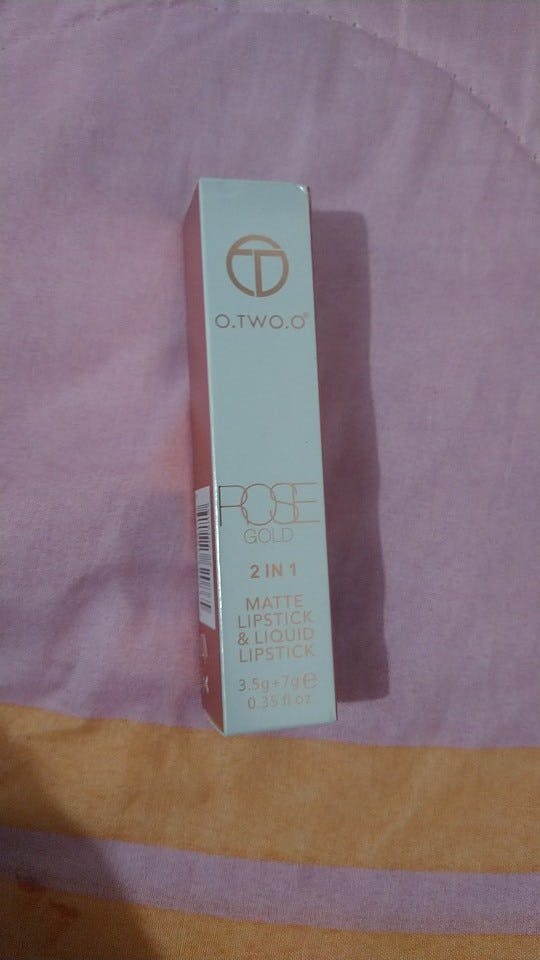 O.TWO.O®
ROSE
GOLD
2 IN 1
MATTE
LIPSTICK
& LIQUID
LIPSTICK
3.5g+7g℮
0.35 fl oz